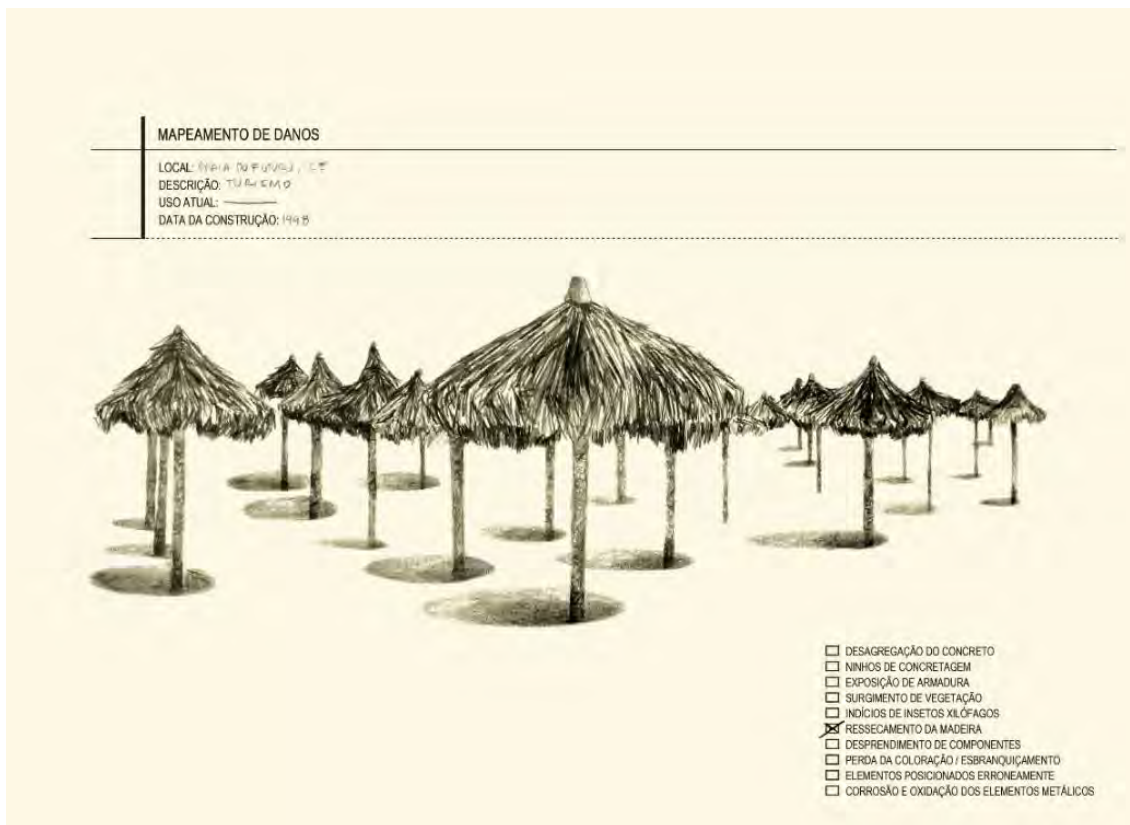 MAPEAMENTO DE DANOS
LOCAL: PRAIA DO FUTURO, CE
DESCRIÇÃO: TURISMO
USO ATUAL:
DATA DA CONSTRUÇÃO: 1998
DESAGREGAÇÃO DO CONCRETO
NINHOS DE CONCRETAGEM
EXPOSIÇÃO DE ARMADURA
SURGIMENTO DE VEGETAÇÃO
INDÍCIOS DE INSETOS XILÓFAGOS
RESSECAMENTO DA MADEIRA
DESPRENDIMENTO DE COMPONENTES
PERDA DA COLORAÇÃO / ESBRANQUIÇAMENTO
ELEMENTOS POSICIONADOS ERRONEAMENTE
CORROSÃO E OXIDAÇÃO DOS ELEMENTOS METÁLICOS